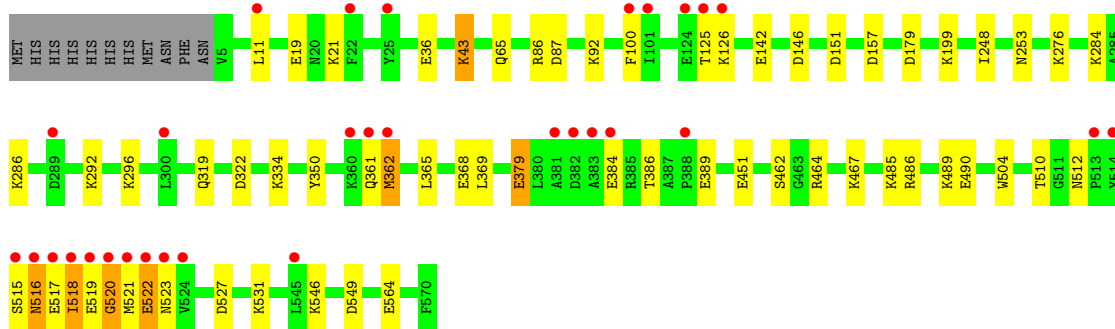 MET HIS HIS HIS HIS HIS HIS MET ASN PHE ASN V5 L11 E19 N20 K21 F22 Y25 E36 K43 Q65 R86 D87 K92 F100 I101 E124 T125 K126 E142 D146 D151 D157 D179 K199 I248 N253 K276 K284 A285
K286 D289 K292 K296 L300 Q319 D322 K334 Y350 K360 Q361 M362 L365 E368 L369 E379 L380 A381 D382 A383 E384 R385 T386 A387 P388 E389 E451 S462 G463 R464 K467 K485 R486 K489 E490 W504 T510 G511 N512 P513 Y514
S515 N516 E517 I518 E519 G520 M521 E522 N523 V524 D527 K531 L545 K546 D549 E564 F570